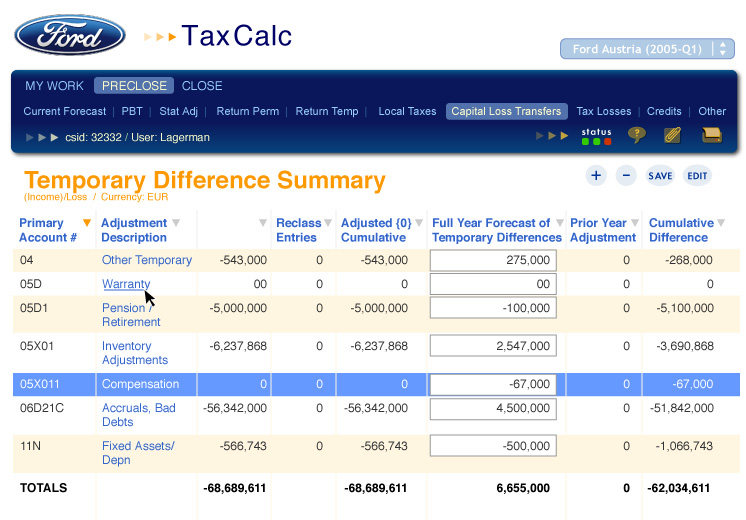 Ford
TaxCalc
Ford Austria (2005-Q1)
MY WORK PRECLOSE CLOSE
Current Forecast | PBT | Stat Adj | Return Perm | Return Temp | Local Taxes Capital Loss Transfers Tax Losses | Credits | Other
csid: 32332 / User: Lagerman
status
?
Temporary Difference Summary
+ − SAVE EDIT
(Income)/Loss / Currency: EUR
Primary Adjustment Reclass Adjusted {0} Full Year Forecast of Prior Year Cumulative
Account # Description Entries Cumulative Temporary Differences Adjustment Difference
04 Other Temporary -543,000 0 -543,000 275,000 0 -268,000
05D Warranty 00 0 0 00 0 0
05D1 Pension / -5,000,000 0 -5,000,000 -100,000 0 -5,100,000
Retirement
05X01 Inventory -6,237,868 0 -6,237,868 2,547,000 0 -3,690,868
Adjustments
05X011 Compensation 0 0 0 -67,000 0 -67,000
06D21C Accruals, Bad -56,342,000 0 -56,342,000 4,500,000 0 -51,842,000
Debts
11N Fixed Assets/ -566,743 0 -566,743 -500,000 0 -1,066,743
Depn
TOTALS -68,689,611 -68,689,611 6,655,000 0 -62,034,611